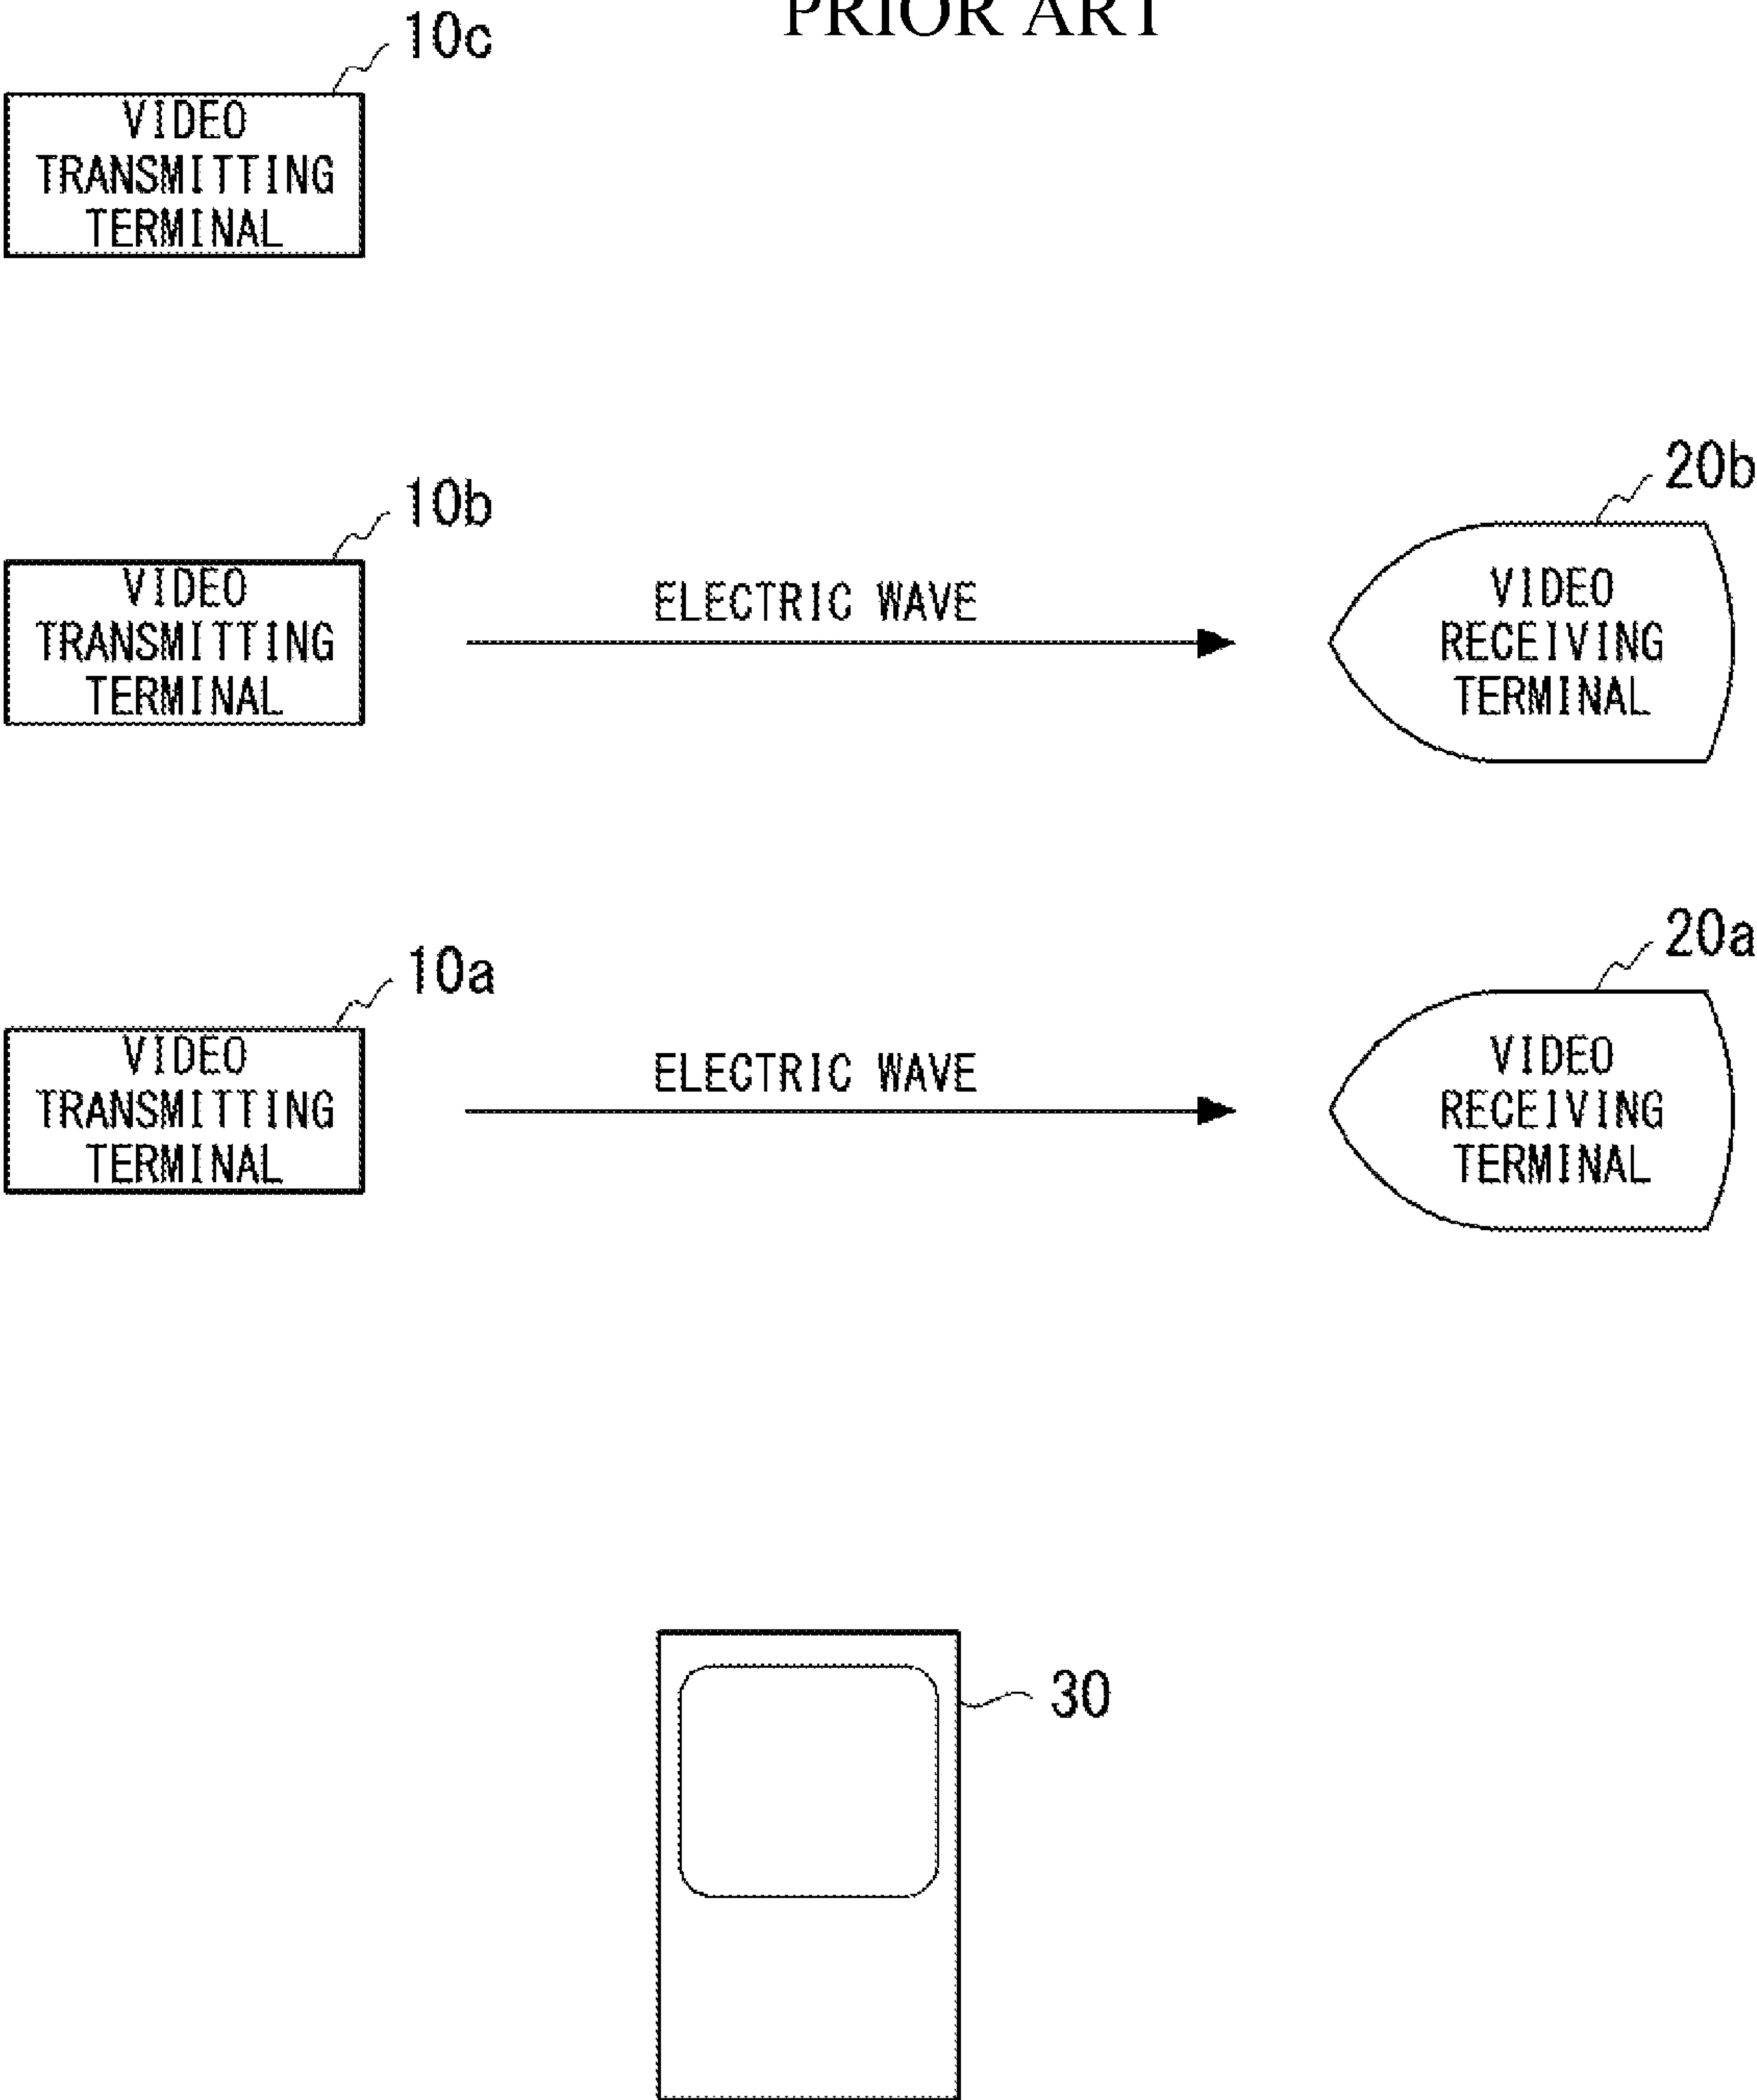 PRIOR ART
10c
VIDEO
TRANSMITTING
TERMINAL
10b
VIDEO
TRANSMITTING
TERMINAL
ELECTRIC WAVE
20b
VIDEO
RECEIVING
TERMINAL
10a
VIDEO
TRANSMITTING
TERMINAL
ELECTRIC WAVE
20a
VIDEO
RECEIVING
TERMINAL
30